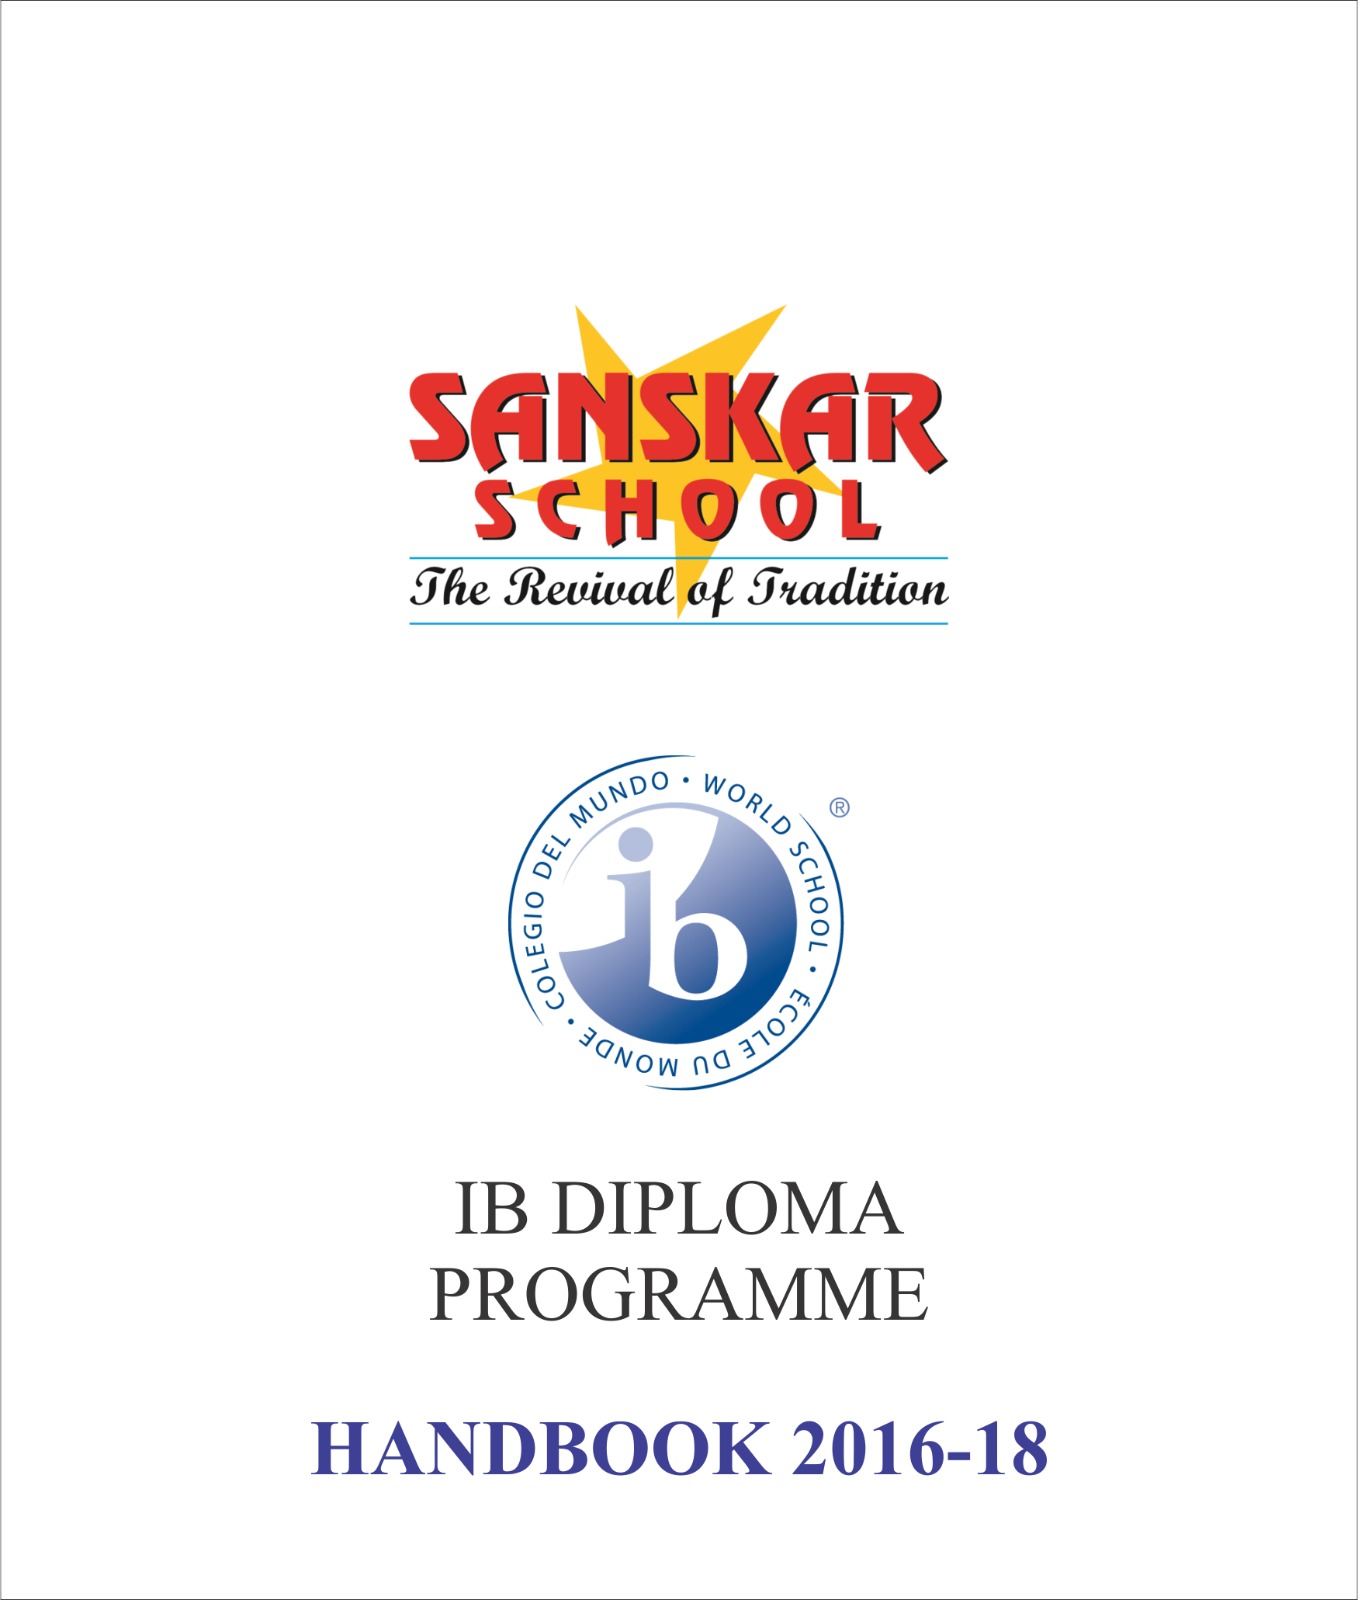 SANSKAR
SCHOOL
The Revival of Tradition
COLEGIO DEL MUNDO • WORLD SCHOOL • ÉCOLE DU MONDE •
®
ib
IB DIPLOMA
PROGRAMME
HANDBOOK 2016-18